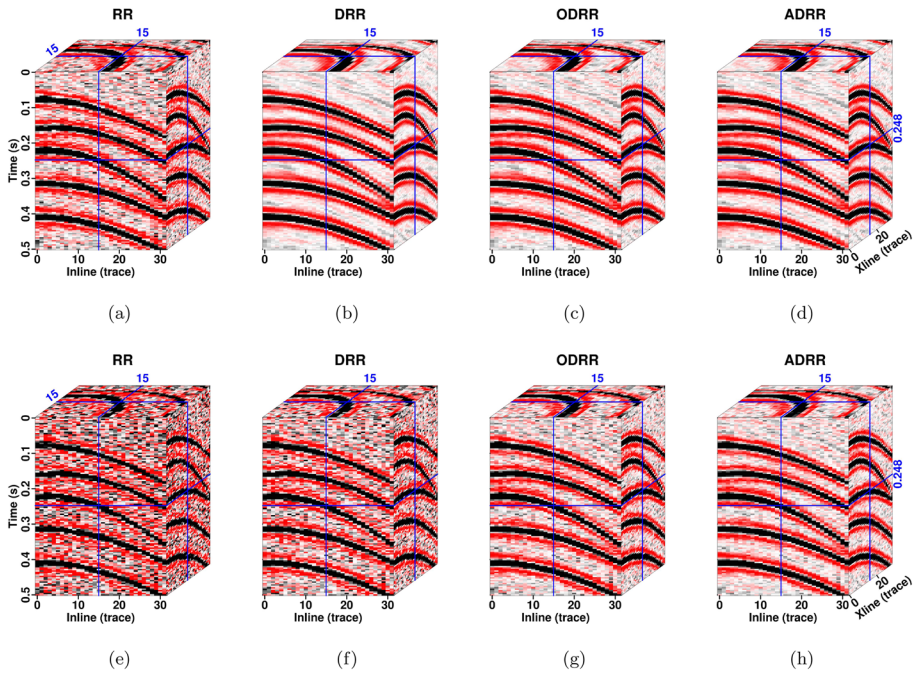 RR DRR ODRR ADRR
15 15 15 15 15
0
0.1
0.2
0.3
0.4
0.5
Time (s)
0.248
0 10 20 30 0 10 20 30 0 10 20 30 0 10 20 30 0 20
Inline (trace) Inline (trace) Inline (trace) Inline (trace) Xline (trace)
(a) (b) (c) (d)
RR DRR ODRR ADRR
15 15 15 15 15
0
0.1
0.2
0.3
0.4
0.5
Time (s)
0.248
0 10 20 30 0 10 20 30 0 10 20 30 0 10 20 30 0 20
Inline (trace) Inline (trace) Inline (trace) Inline (trace) Xline (trace)
(e) (f) (g) (h)